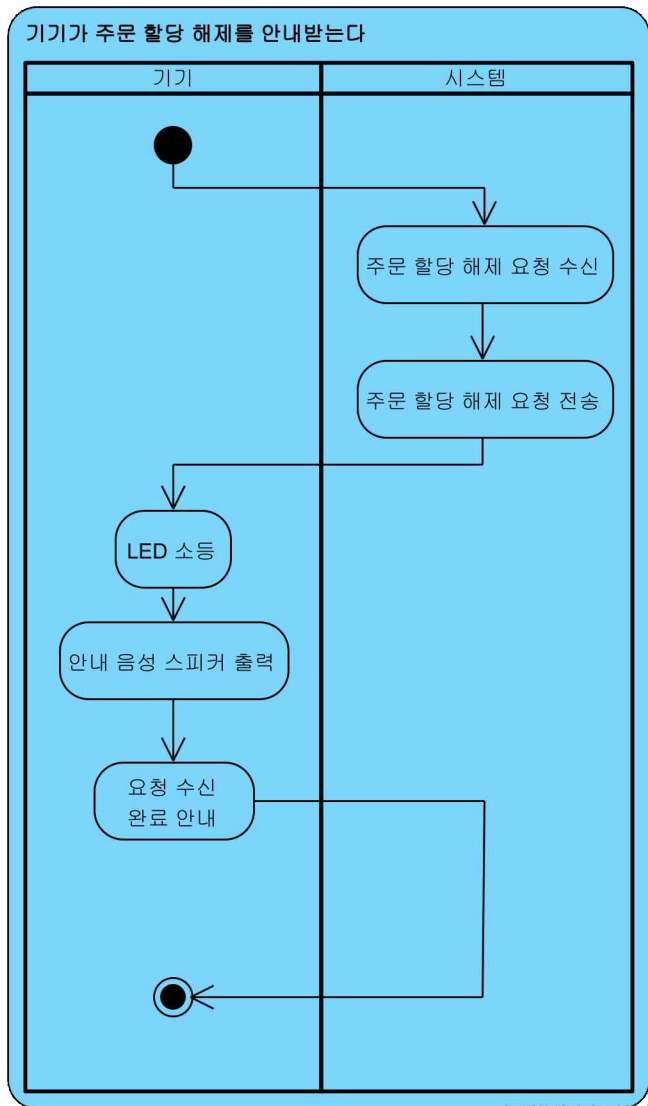 기기가 주문 할당 해제를 안내받는다
기기
시스템
주문 할당 해제 요청 수신
주문 할당 해제 요청 전송
LED 소등
안내 음성 스피커 출력
요청 수신
완료 안내